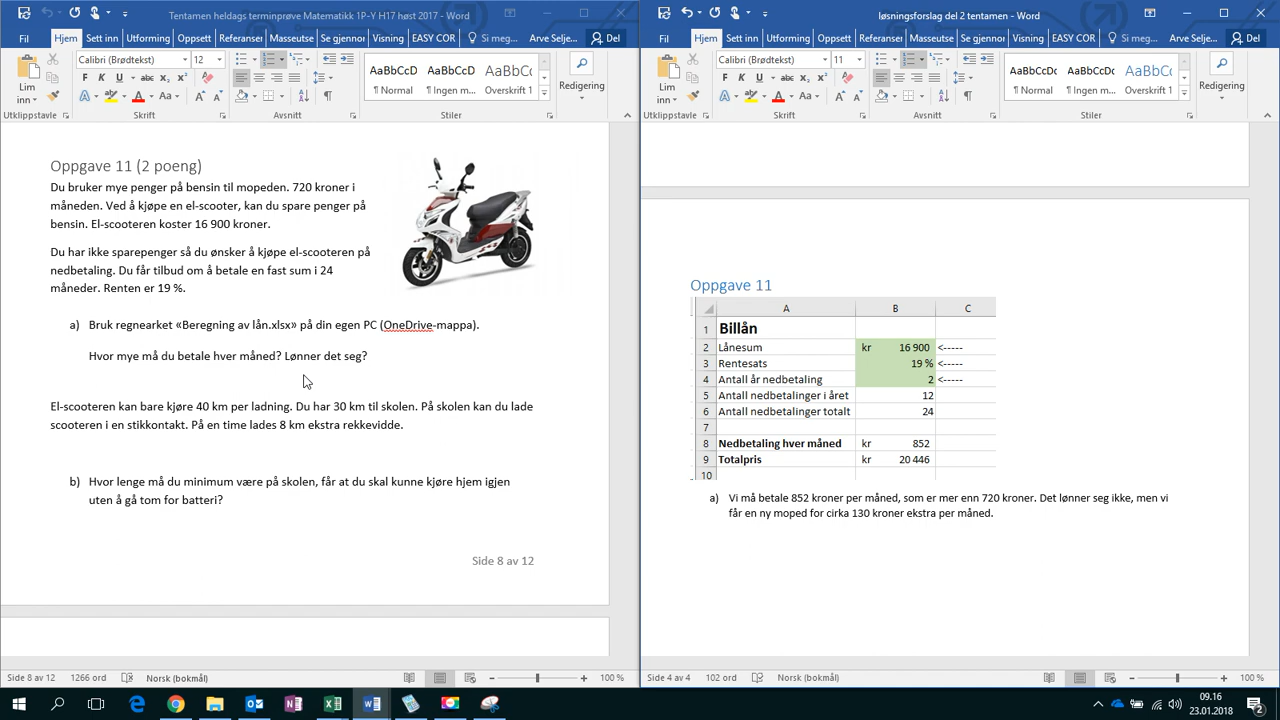 Tentamen heldags terminprøve Matematikk 1P-Y H17 høst 2017 - Word
Fil Hjem Sett inn Utforming Oppsett Referanser Masseutse Se gjennom Visning EASY COR Si meg... Arve Selje... Del
Lim inn
Calibri (Brødtekst) 12
AaBbCcD AaBbCcD AaBbCcD
¶ Normal ¶ Ingen m... Overskrift 1
Redigering
Utklippstavle Skrift Avsnitt Stiler
Oppgave 11 (2 poeng)
Du bruker mye penger på bensin til mopeden. 720 kroner i
måneden. Ved å kjøpe en el-scooter, kan du spare penger på
bensin. El-scooteren koster 16 900 kroner.
Du har ikke sparepenger så du ønsker å kjøpe el-scooteren på
nedbetaling. Du får tilbud om å betale en fast sum i 24
måneder. Renten er 19 %.
a) Bruk regnearket «Beregning av lån.xlsx» på din egen PC (OneDrive-mappa).
Hvor mye må du betale hver måned? Lønner det seg?
El-scooteren kan bare kjøre 40 km per ladning. Du har 30 km til skolen. På skolen kan du lade
scooteren i en stikkontakt. På en time lades 8 km ekstra rekkevidde.
b) Hvor lenge må du minimum være på skolen, får at du skal kunne kjøre hjem igjen
uten å gå tom for batteri?
Side 8 av 12
Side 8 av 12 1266 ord Norsk (bokmål) 100 %
løsningsforslag del 2 tentamen - Word
Fil Hjem Sett inn Utforming Oppsett Referanser Masseutse Se gjennom Visning EASY COR Si meg... Arve Selje... Del
Lim inn
Calibri (Brødtekst) 11
AaBbCcDc AaBbCcDc AaBbCc
¶ Normal ¶ Ingen m... Overskrift 1
Redigering
Utklippstavle Skrift Avsnitt Stiler
Oppgave 11
A B C
1 Billån
2 Lånesum kr 16 900 <-----
3 Rentesats 19 % <-----
4 Antall år nedbetaling 2 <-----
5 Antall nedbetalinger i året 12
6 Antall nedbetalinger totalt 24
7
8 Nedbetaling hver måned kr 852
9 Totalpris kr 20 446
10
a) Vi må betale 852 kroner per måned, som er mer enn 720 kroner. Det lønner seg ikke, men vi
får en ny moped for cirka 130 kroner ekstra per måned.
Side 4 av 4 102 ord Norsk (bokmål) 100 %
09.16
23.01.2018
2